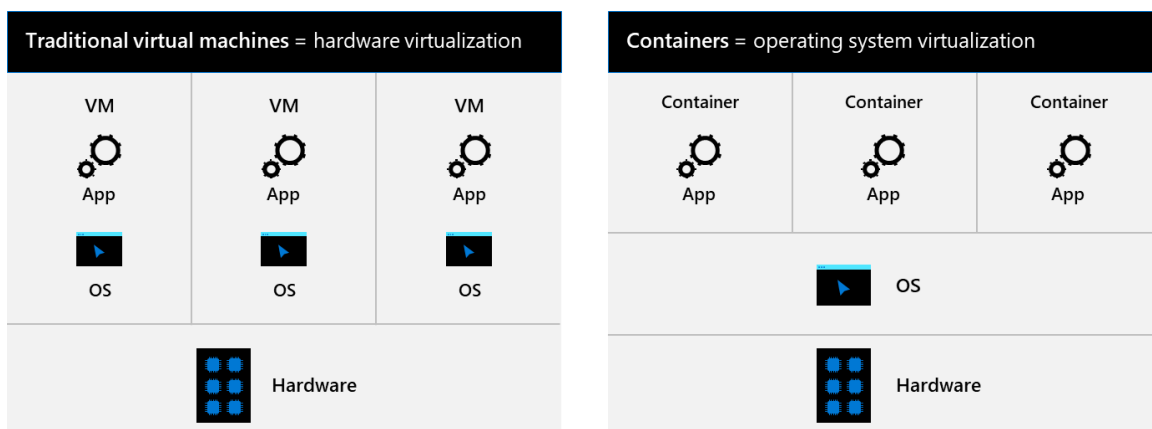 Traditional virtual machines = hardware virtualization
VM VM VM
App App App
OS OS OS
Hardware
Containers = operating system virtualization
Container Container Container
App App App
OS
Hardware